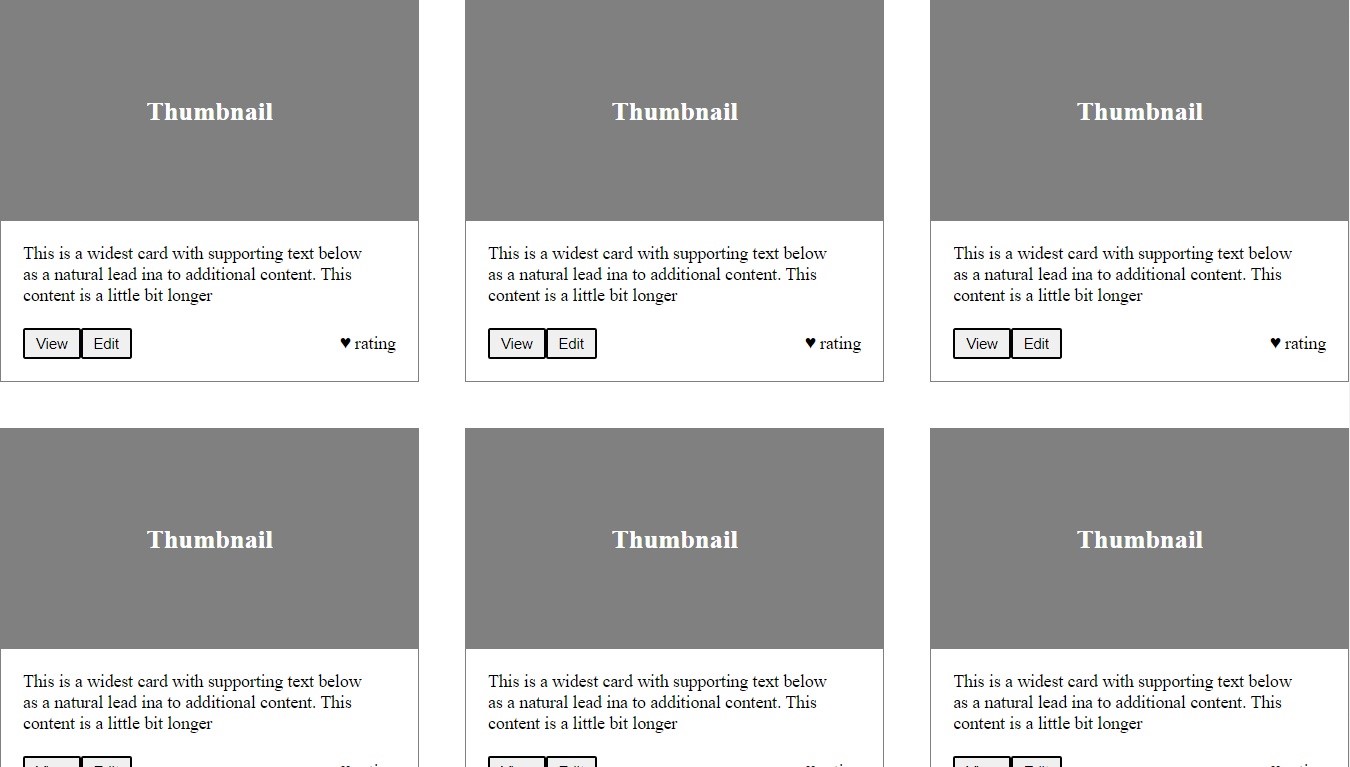 Thumbnail
Thumbnail
Thumbnail
This is a widest card with supporting text below
as a natural lead ina to additional content. This
content is a little bit longer
View Edit ♥ rating
This is a widest card with supporting text below
as a natural lead ina to additional content. This
content is a little bit longer
View Edit ♥ rating
This is a widest card with supporting text below
as a natural lead ina to additional content. This
content is a little bit longer
View Edit ♥ rating
Thumbnail
Thumbnail
Thumbnail
This is a widest card with supporting text below
as a natural lead ina to additional content. This
content is a little bit longer
This is a widest card with supporting text below
as a natural lead ina to additional content. This
content is a little bit longer
This is a widest card with supporting text below
as a natural lead ina to additional content. This
content is a little bit longer